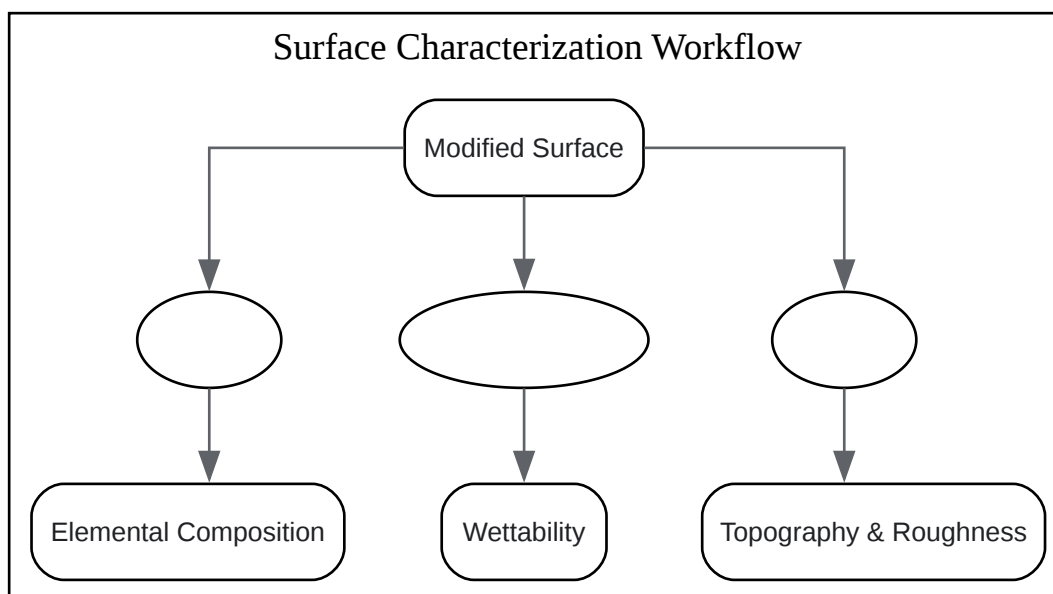 Surface Characterization Workflow
Modified Surface
Elemental Composition
Wettability
Topography & Roughness